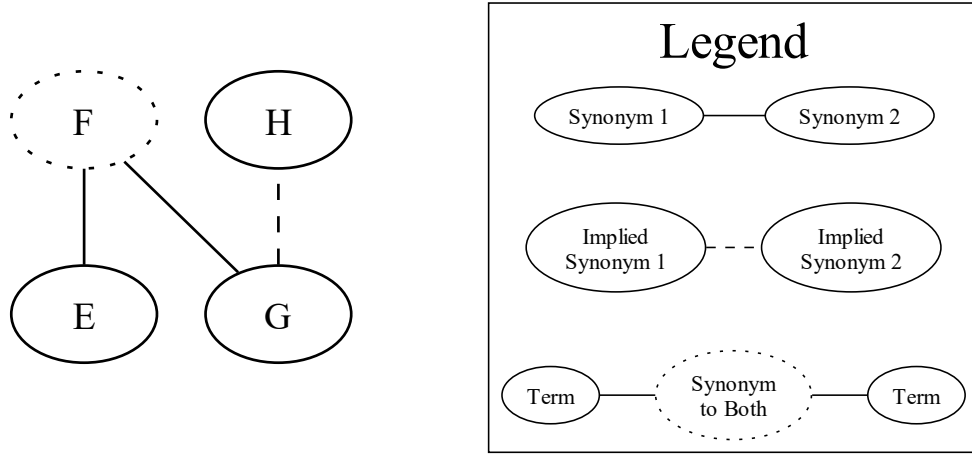 F
H
E
G
Legend
Synonym 1
Synonym 2
Implied
Synonym 1
Implied
Synonym 2
Term
Synonym
to Both
Term